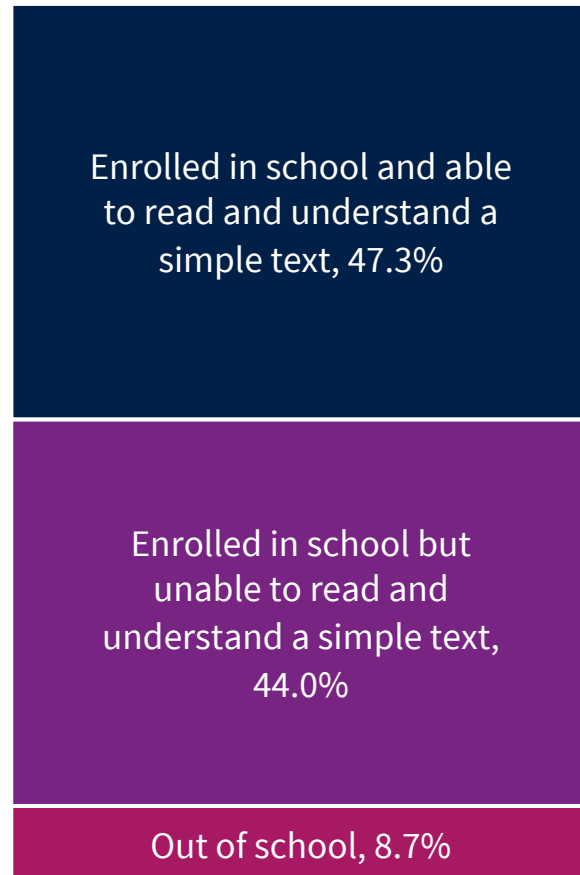 Enrolled in school and able
to read and understand a
simple text, 47.3%
Enrolled in school but
unable to read and
understand a simple text,
44.0%
Out of school, 8.7%